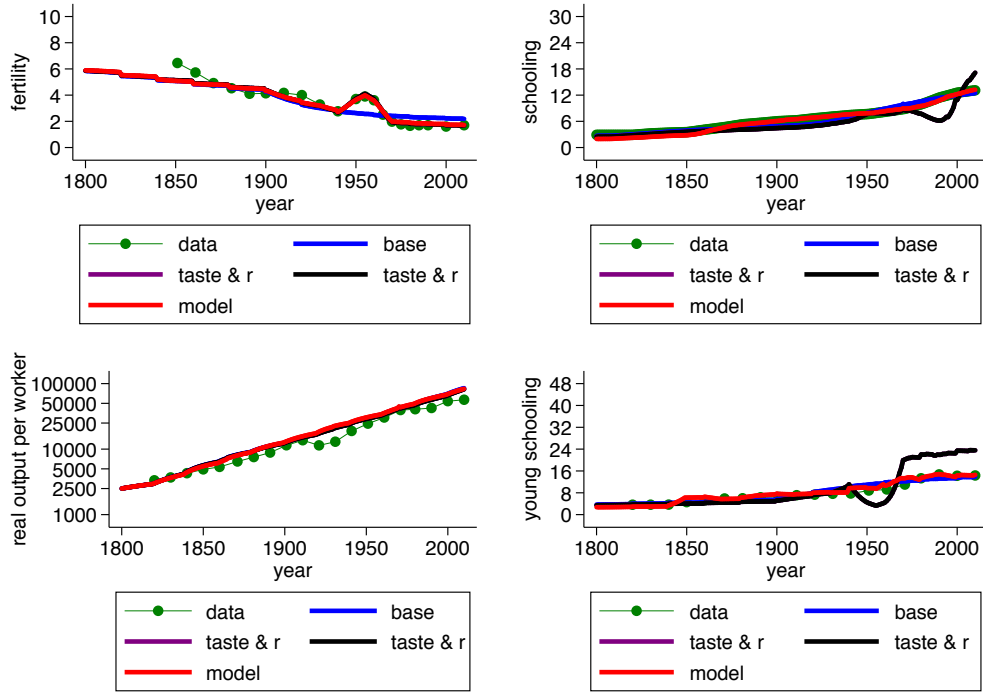 fertility
10
8
6
4
2
0
1800 1850 1900 1950 2000
year
data base
taste & r taste & r
model
schooling
30
24
18
12
6
0
1800 1850 1900 1950 2000
year
data base
taste & r taste & r
model
real output per worker
100000
50000
25000
10000
5000
2500
1000
1800 1850 1900 1950 2000
year
data base
taste & r taste & r
model
young schooling
48
40
32
24
16
8
0
1800 1850 1900 1950 2000
year
data base
taste & r taste & r
model